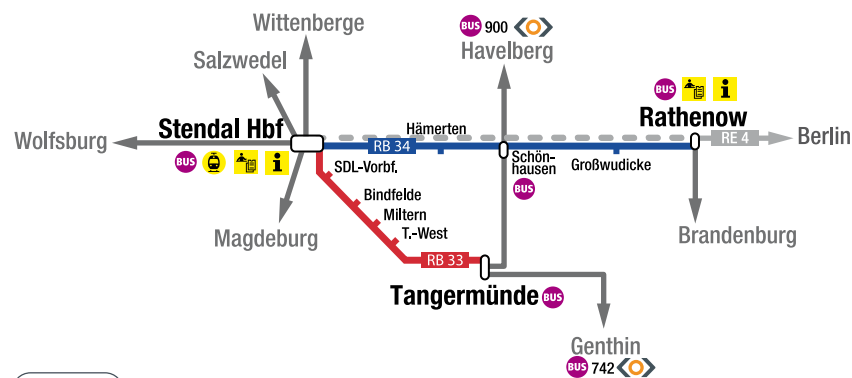 Wittenberge
BUS 900
Havelberg
Salzwedel
BUS
i
Rathenow
Stendal Hbf
Wolfsburg
Hämerten
RB 34
RE 4
Berlin
BUS
i
SDL-Vorbf.
Schön-
hausen
BUS
Großwudicke
Bindfelde
Miltern
T.-West
Magdeburg
Brandenburg
RB 33
Tangermünde BUS
Genthin
BUS 742